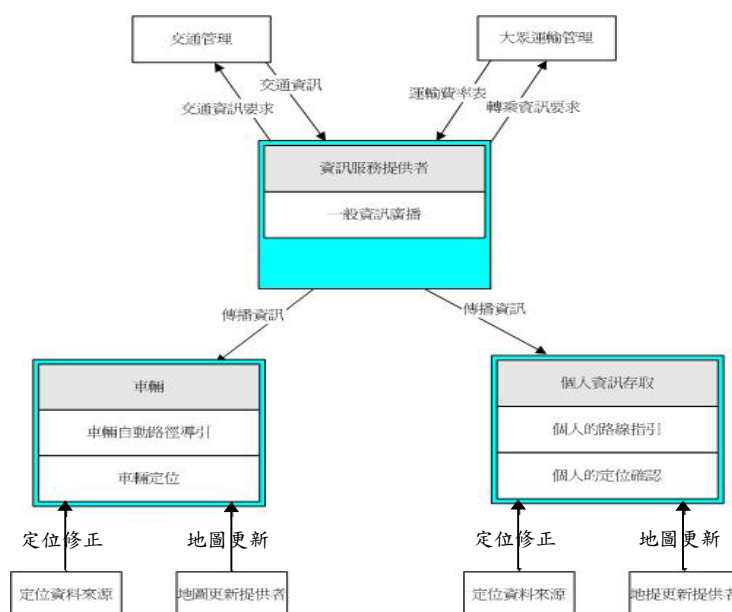 交通管理
大眾運輸管理
交通資訊
交通資訊要求
運輸費率表
轉乘資訊要求
資訊服務提供者
一般資訊廣播
傳播資訊
傳播資訊
車輛
車輛自動路徑導引
車輛定位
個人資訊存取
個人的路線指引
個人的定位確認
定位修正
地圖更新
定位修正
地圖更新
定位資料來源
地圖更新提供者
定位資料來源
地提更新提供者